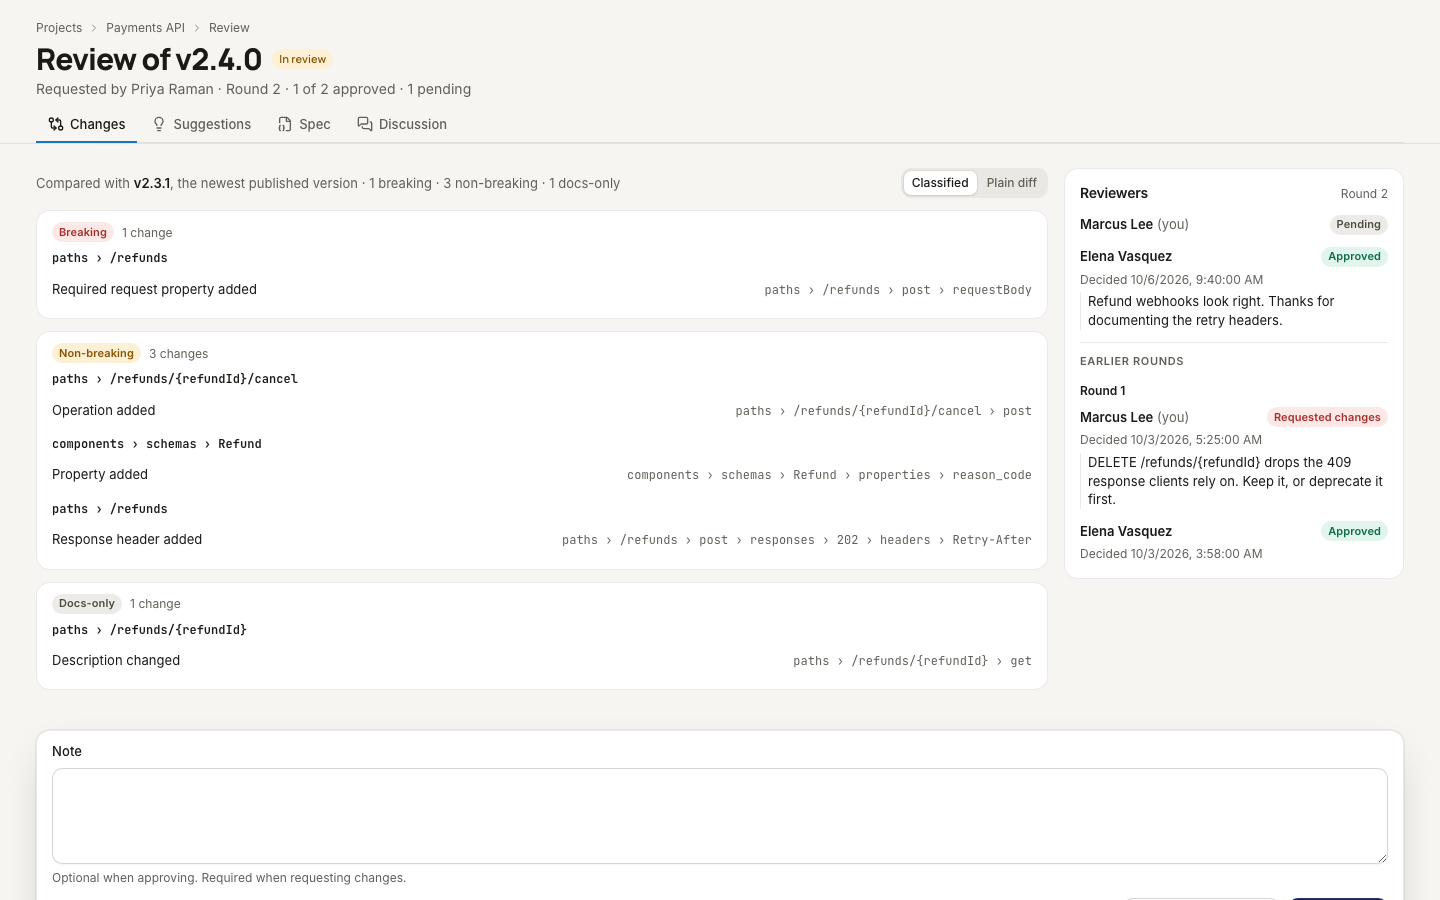 Projects › Payments API › Review
Review of v2.4.0 In review
Requested by Priya Raman · Round 2 · 1 of 2 approved · 1 pending
Changes Suggestions Spec Discussion
Compared with v2.3.1, the newest published version · 1 breaking · 3 non-breaking · 1 docs-only
Classified Plain diff
Breaking 1 change
paths › /refunds
Required request property added paths › /refunds › post › requestBody
Non-breaking 3 changes
paths › /refunds/{refundId}/cancel
Operation added paths › /refunds/{refundId}/cancel › post
components › schemas › Refund
Property added components › schemas › Refund › properties › reason_code
paths › /refunds
Response header added paths › /refunds › post › responses › 202 › headers › Retry-After
Docs-only 1 change
paths › /refunds/{refundId}
Description changed paths › /refunds/{refundId} › get
Reviewers Round 2
Marcus Lee (you) Pending
Elena Vasquez Approved
Decided 10/6/2026, 9:40:00 AM
Refund webhooks look right. Thanks for
documenting the retry headers.
EARLIER ROUNDS
Round 1
Marcus Lee (you) Requested changes
Decided 10/3/2026, 5:25:00 AM
DELETE /refunds/{refundId} drops the 409
response clients rely on. Keep it, or deprecate it
first.
Elena Vasquez Approved
Decided 10/3/2026, 3:58:00 AM
Note
Optional when approving. Required when requesting changes.